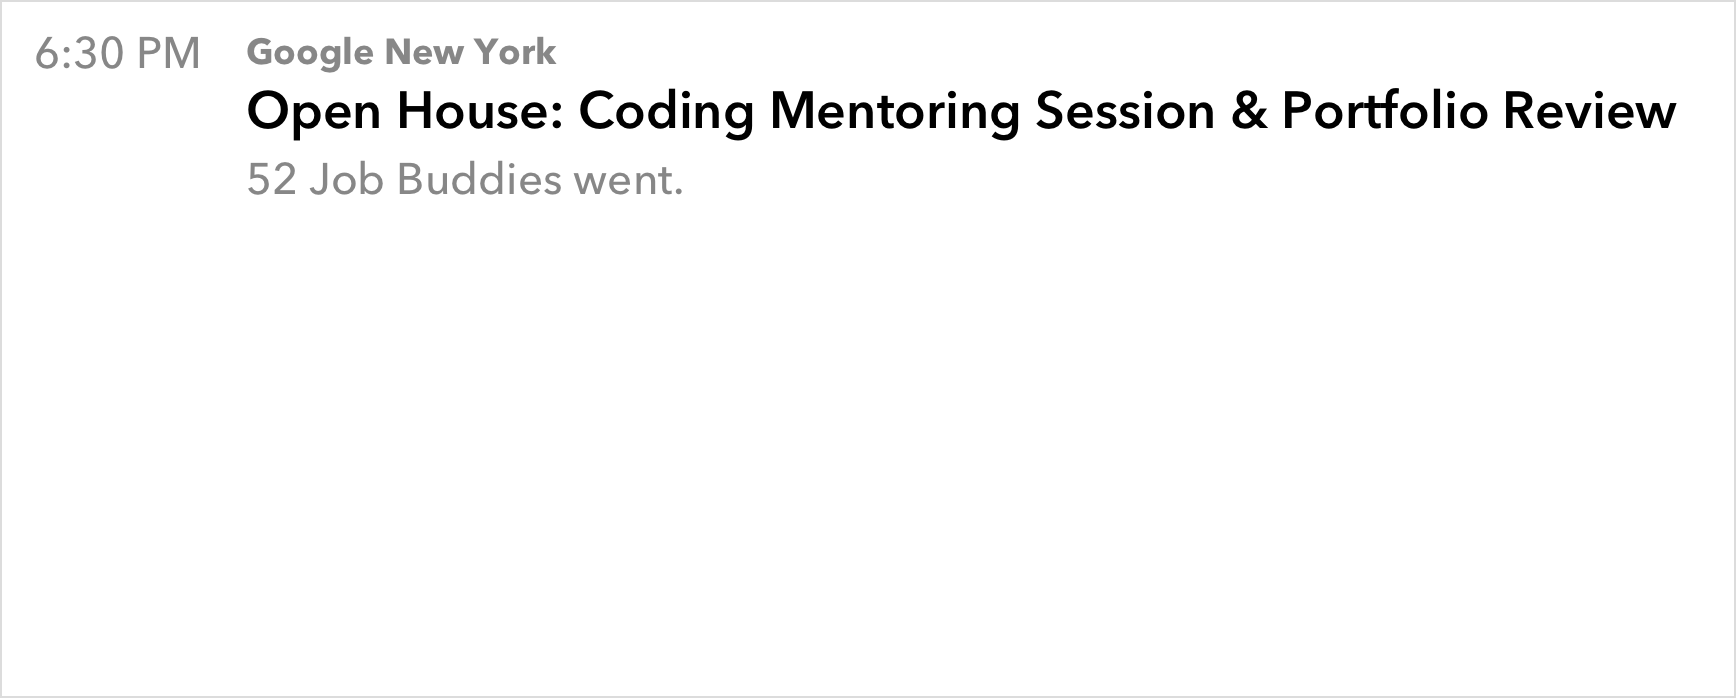 6:30 PM
Google New York
Open House: Coding Mentoring Session & Portfolio Review
52 Job Buddies went.